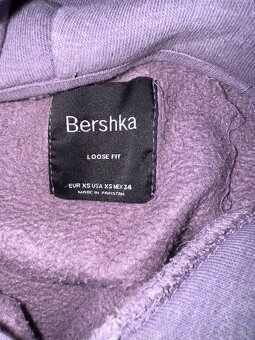 Bershka
LOOSE FIT
EUR XS USA XS MEX 34
MADE IN PAKISTAN